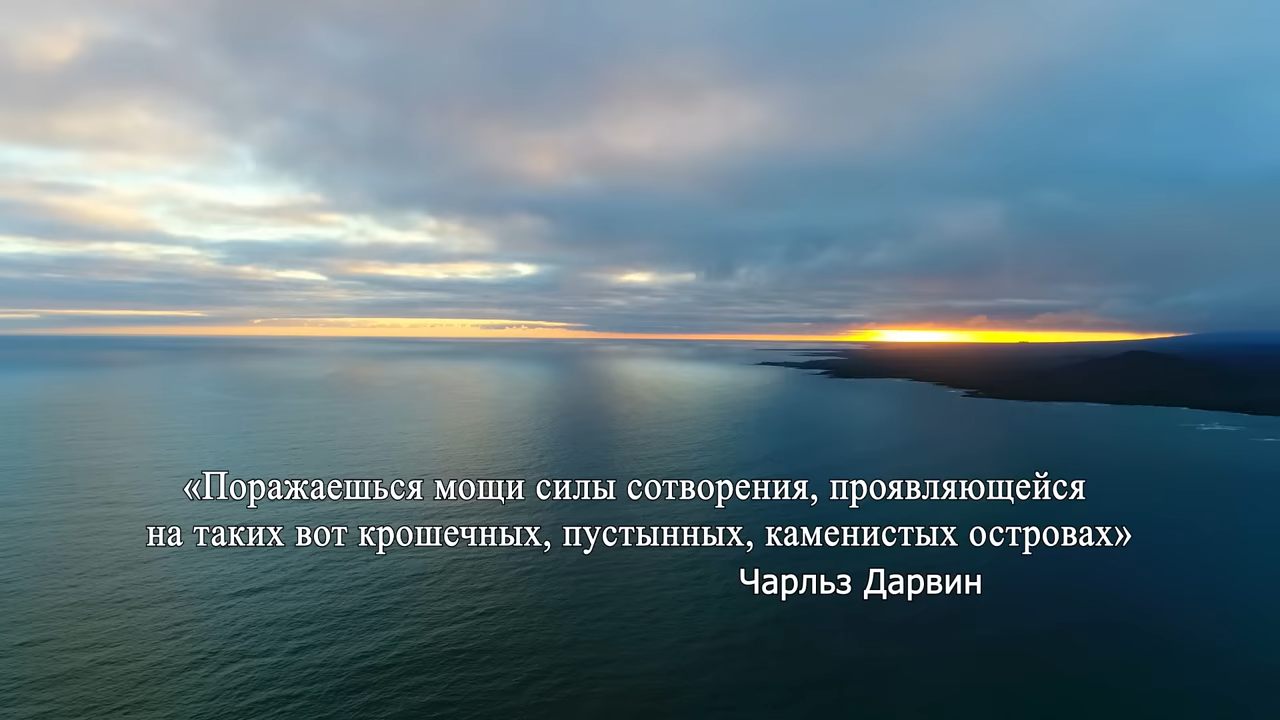 «Поражаешься мощи силы сотворения, проявляющейся
на таких вот крошечных, пустынных, каменистых островах»
Чарльз Дарвин